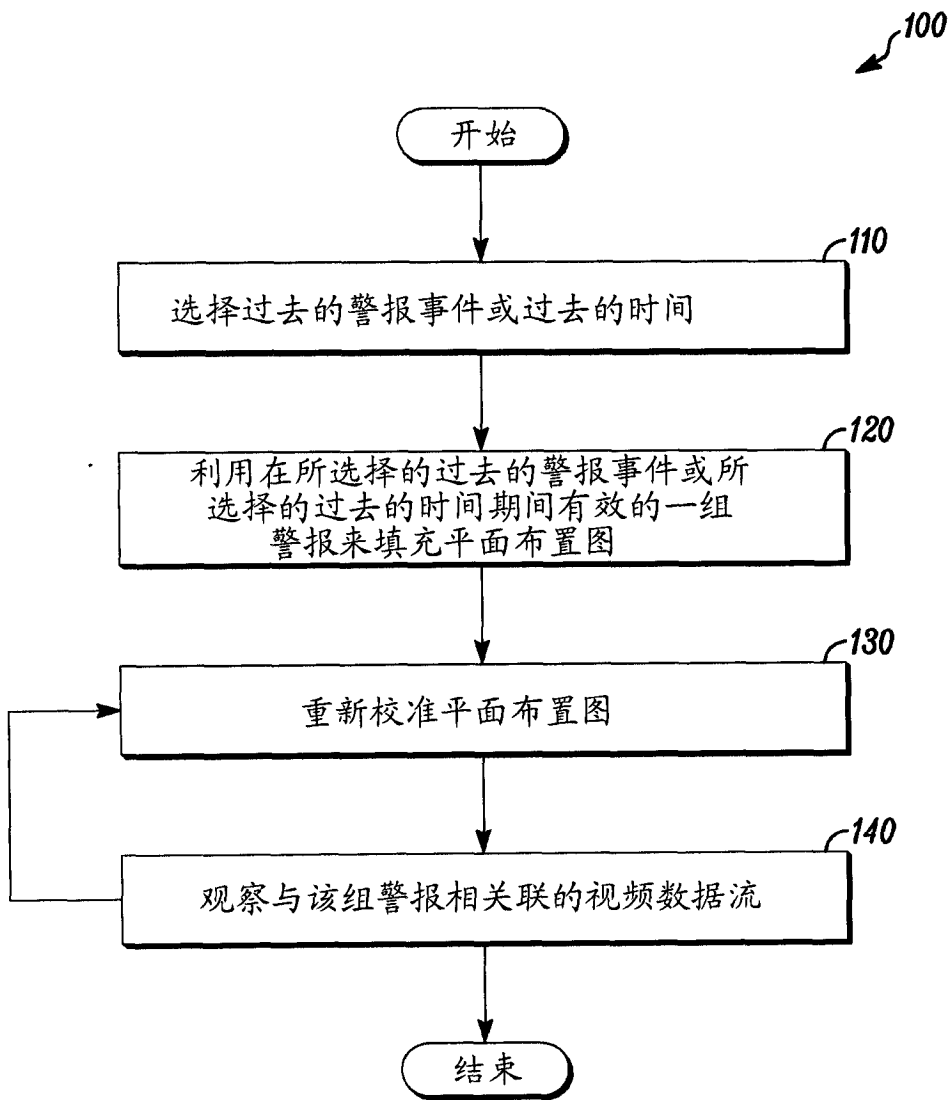 100
开始
110
选择过去的警报事件或过去的时间
120
利用在所选择的过去的警报事件或所
选择的过去的时间期间有效的一组
警报来填充平面布置图
130
重新校准平面布置图
140
观察与该组警报相关联的视频数据流
结束